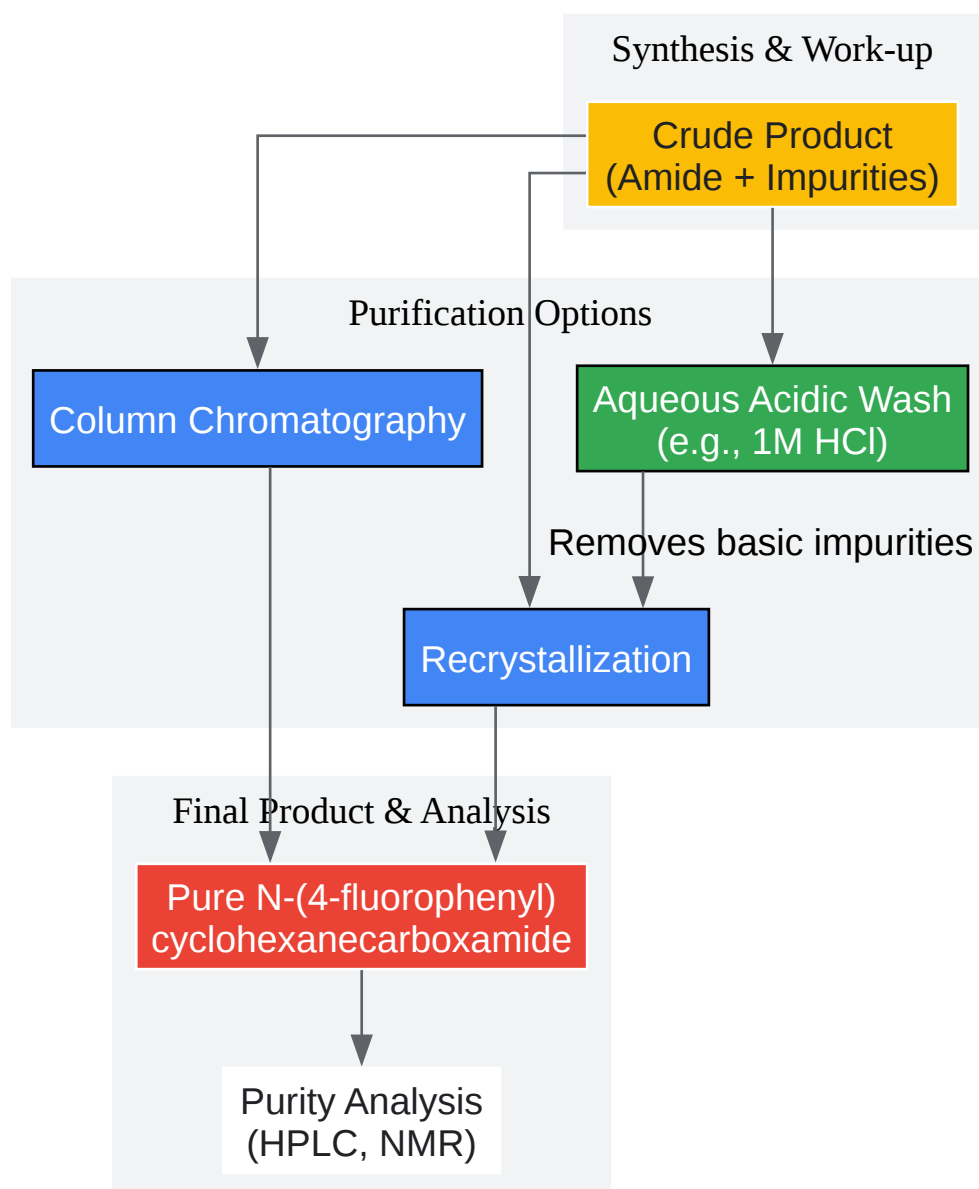 Synthesis & Work-up
Crude Product
(Amide + Impurities)
Purification Options
Column Chromatography
Aqueous Acidic Wash
(e.g., 1M HCl)
Removes basic impurities
Recrystallization
Final Product & Analysis
Pure N-(4-fluorophenyl)
cyclohexanecarboxamide
Purity Analysis
(HPLC, NMR)